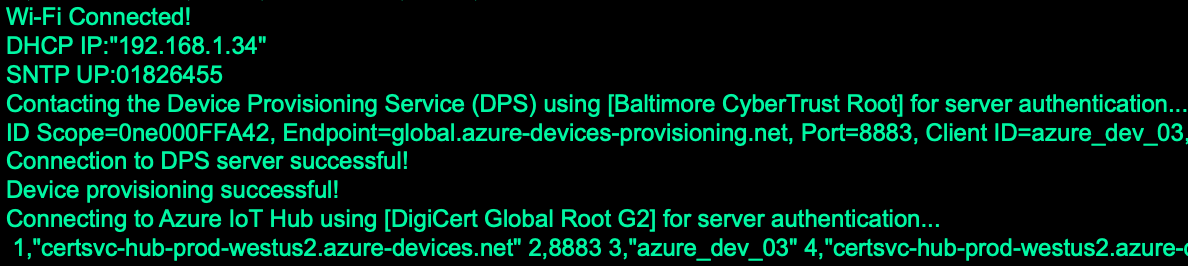 Wi-Fi Connected!
DHCP IP:"192.168.1.34"
SNTP UP:01826455
Contacting the Device Provisioning Service (DPS) using [Baltimore CyberTrust Root] for server authentication...
ID Scope=0ne000FFA42, Endpoint=global.azure-devices-provisioning.net, Port=8883, Client ID=azure_dev_03,
Connection to DPS server successful!
Device provisioning successful!
Connecting to Azure IoT Hub using [DigiCert Global Root G2] for server authentication...
1,"certsvc-hub-prod-westus2.azure-devices.net" 2,8883 3,"azure_dev_03" 4,"certsvc-hub-prod-westus2.azure-